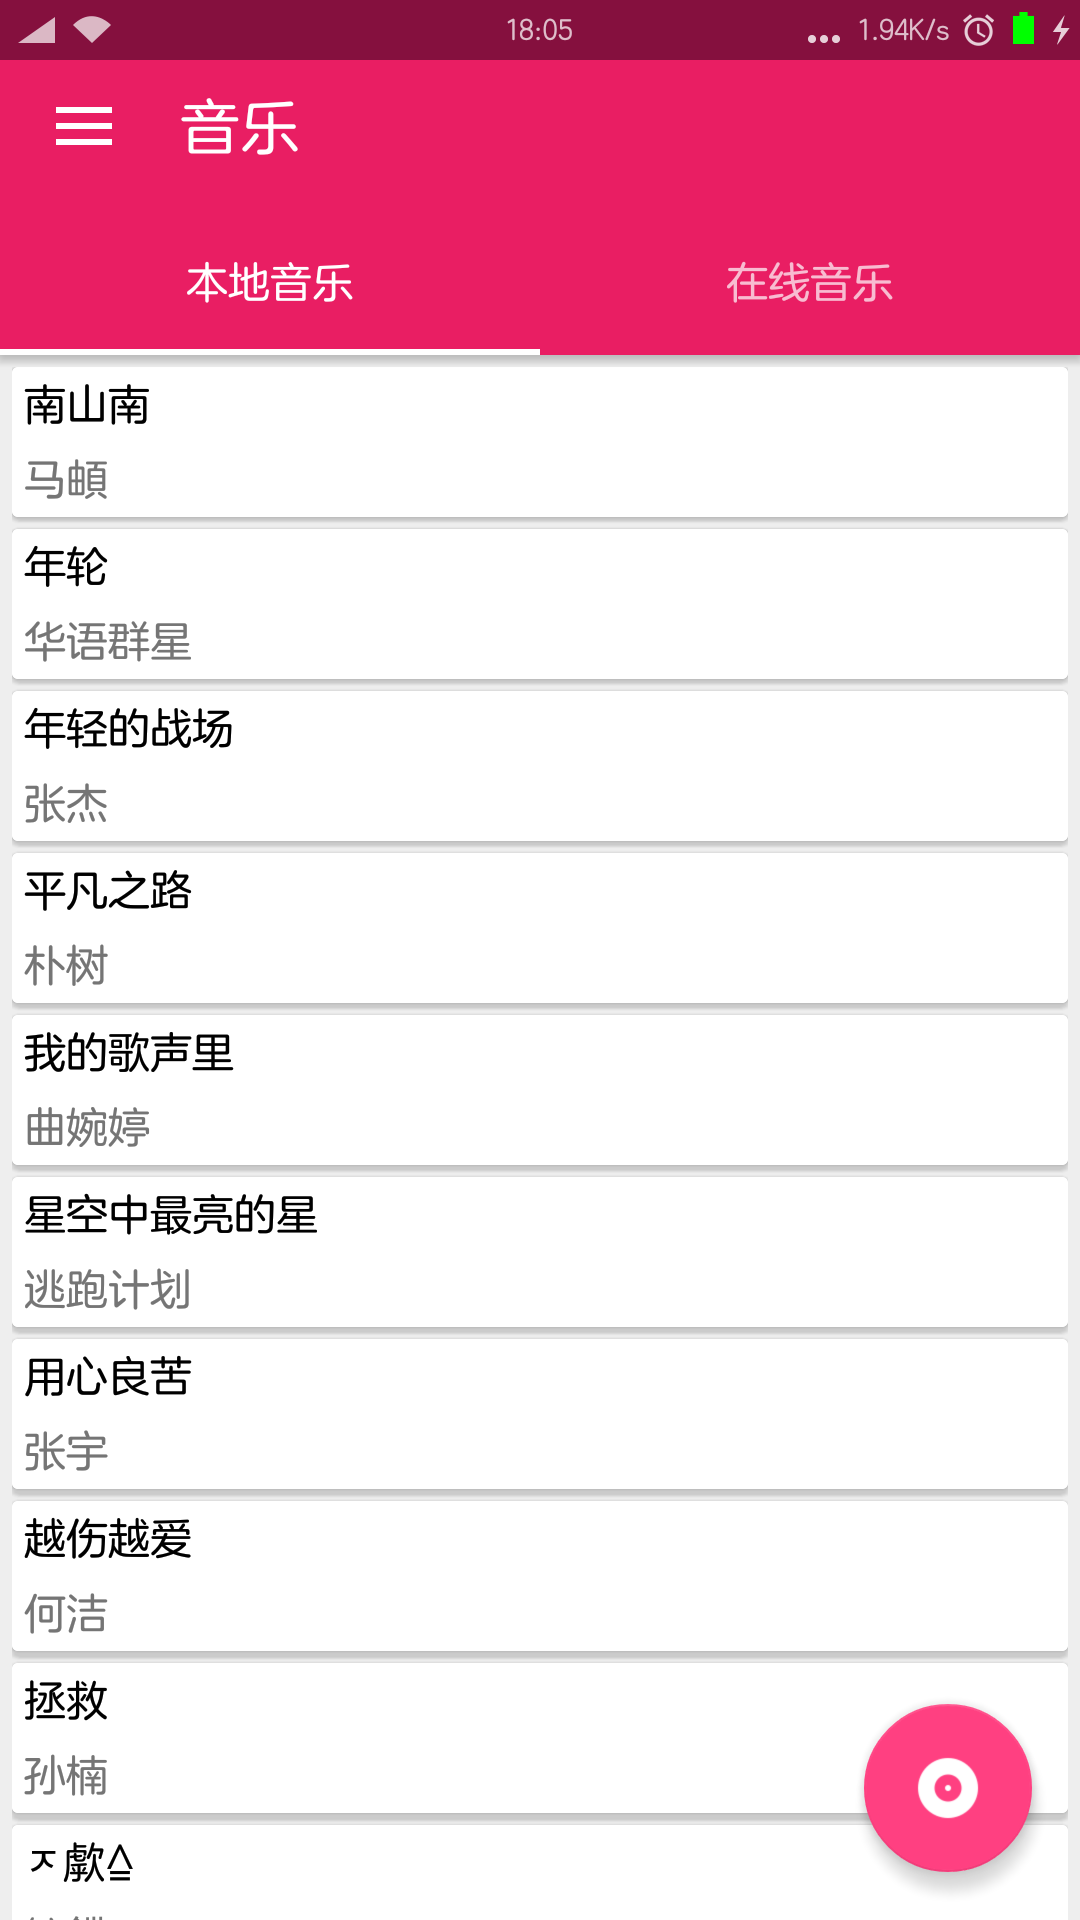 18:05
... 1.94K/s
音乐
本地音乐
在线音乐
南山南
马頔
年轮
华语群星
年轻的战场
张杰
平凡之路
朴树
我的歌声里
曲婉婷
星空中最亮的星
逃跑计划
用心良苦
张宇
越伤越爱
何洁
拯救
孙楠